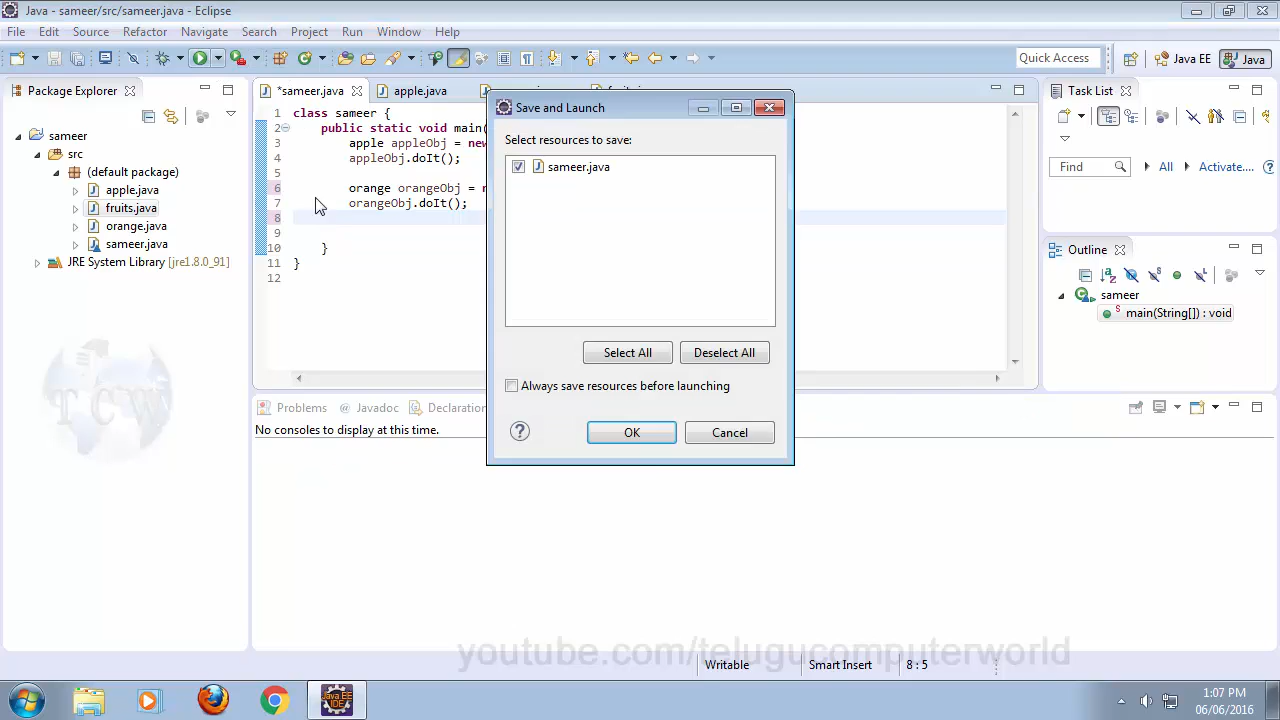 Java - sameer/src/sameer.java - Eclipse
File Edit Source Refactor Navigate Search Project Run Window Help
Quick Access
Java EE
Java
Package Explorer
*sameer.java
apple.java
Task List
sameer
src
(default package)
apple.java
fruits.java
orange.java
sameer.java
JRE System Library [jre1.8.0_91]
1 class sameer {
2 public static void main(
3 apple appleObj = new
4 appleObj.doIt();
5
6 orange orangeObj =
7 orangeObj.doIt();
8
9
10 }
11 }
12
Save and Launch
Select resources to save:
sameer.java
Select All
Deselect All
Always save resources before launching
OK
Cancel
Find
All
Activate...
Outline
sameer
main(String[]) : void
Problems
Javadoc
Declaration
No consoles to display at this time.
TCW
youtube.com/telugucomputerworld
Writable
Smart Insert
8 : 5
Java EE
IDE
1:07 PM
06/06/2016